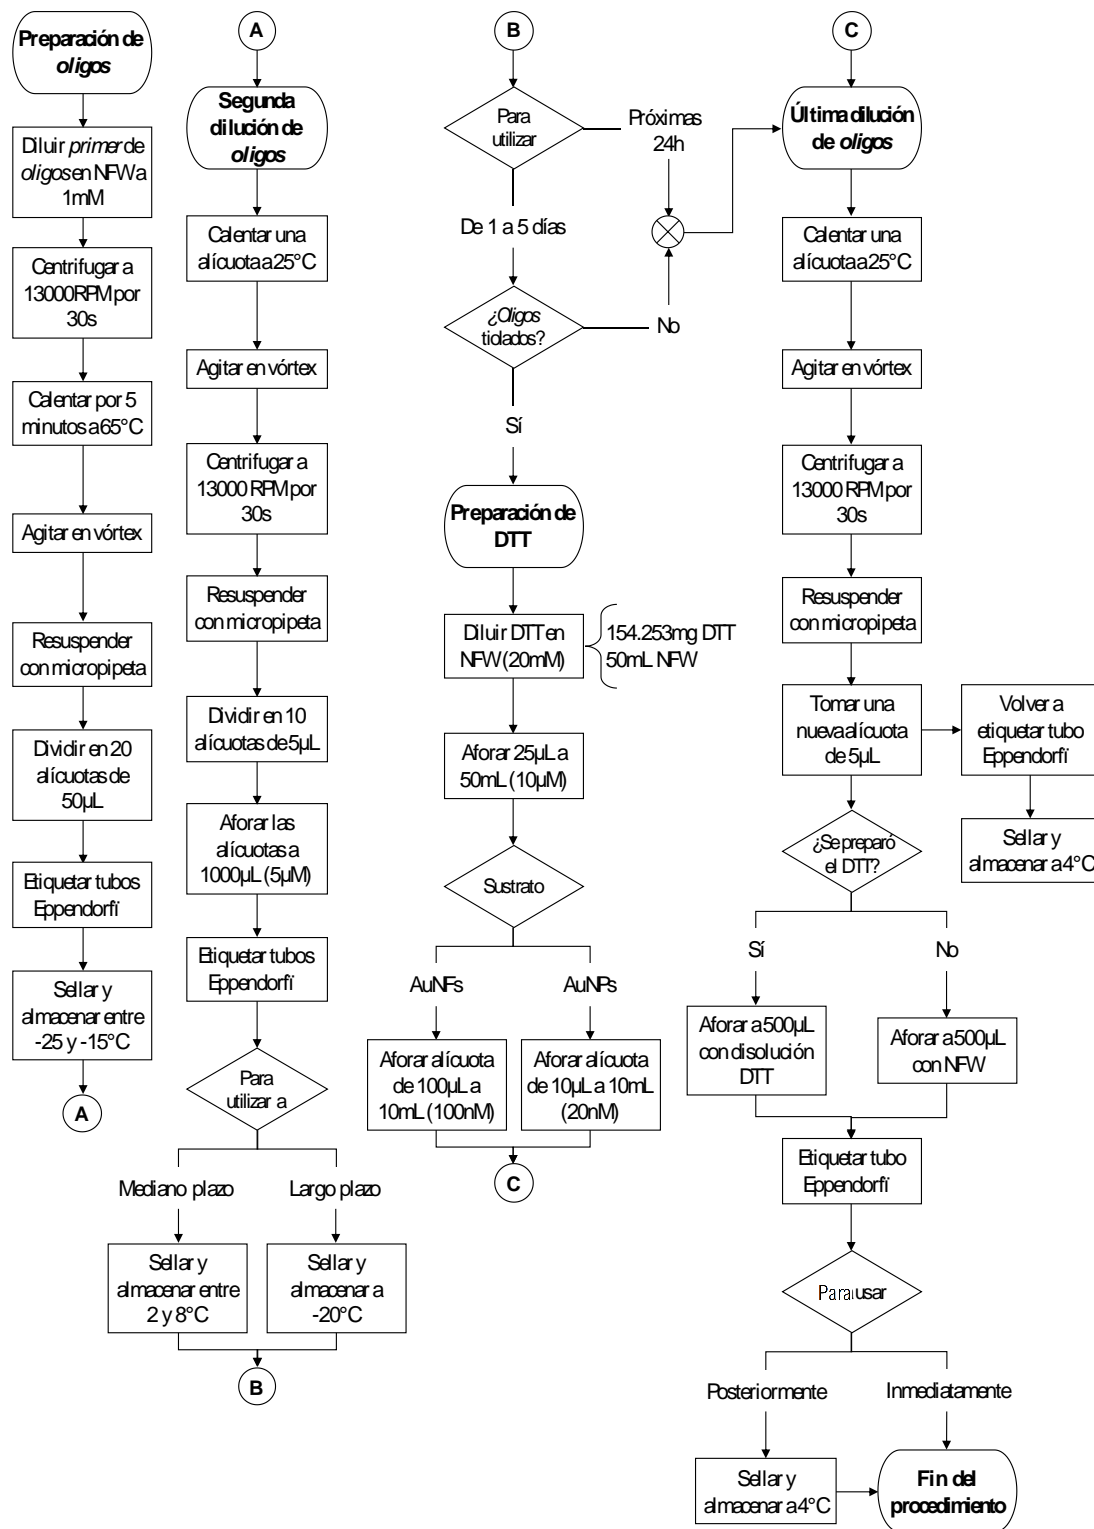 Preparación de
oligos
Diluir primer de
oligos en NFW a
1mM
Centrifugar a
13000RPM por
30s
Calentar por 5
minutos a 65°C
Agitar en vórtex
Resuspender
con micropipeta
Dividir en 20
alícuotas de
50µL
Etiquetar tubos
Eppendorfï
Sellar y
almacenar entre
-25 y -15°C
A
A
Segunda
dilución de
oligos
Calentar una
alícuota a 25°C
Agitar en vórtex
Centrifugar a
13000 RPM por
30s
Resuspender
con micropipeta
Dividir en 10
alícuotas de 5µL
Aforar las
alícuotas a
1000µL (5µM)
Etiquetar tubos
Eppendorfï
Para
utilizar a
Mediano plazo
Largo plazo
Sellar y
almacenar entre
2 y 8°C
Sellar y
almacenar a
-20°C
B
B
Para
utilizar
Próximas
24h
De 1 a 5 días
¿Oligos
tiolados?
No
Sí
Preparación de
DTT
Diluir DTT en
NFW (20mM)
154.253mg DTT
50mL NFW
Aforar 25µL a
50mL (10µM)
Sustrato
AuNFs
AuNPs
Aforar alícuota
de 100µL a
10mL (100nM)
Aforar alícuota
de 10µL a 10mL
(20nM)
C
C
Última dilución
de oligos
Calentar una
alícuota a 25°C
Agitar en vórtex
Centrifugar a
13000 RPM por
30s
Resuspender
con micropipeta
Tomar una
nueva alícuota
de 5µL
Volver a
etiquetar tubo
Eppendorfï
Sellar y
almacenar a 4°C
¿Se preparó
el DTT?
Sí
No
Aforar a 500µL
con disolución
DTT
Aforar a 500µL
con NFW
Etiquetar tubo
Eppendorfï
Para usar
Posteriormente
Inmediatamente
Sellar y
almacenar a 4°C
Fin del
procedimiento